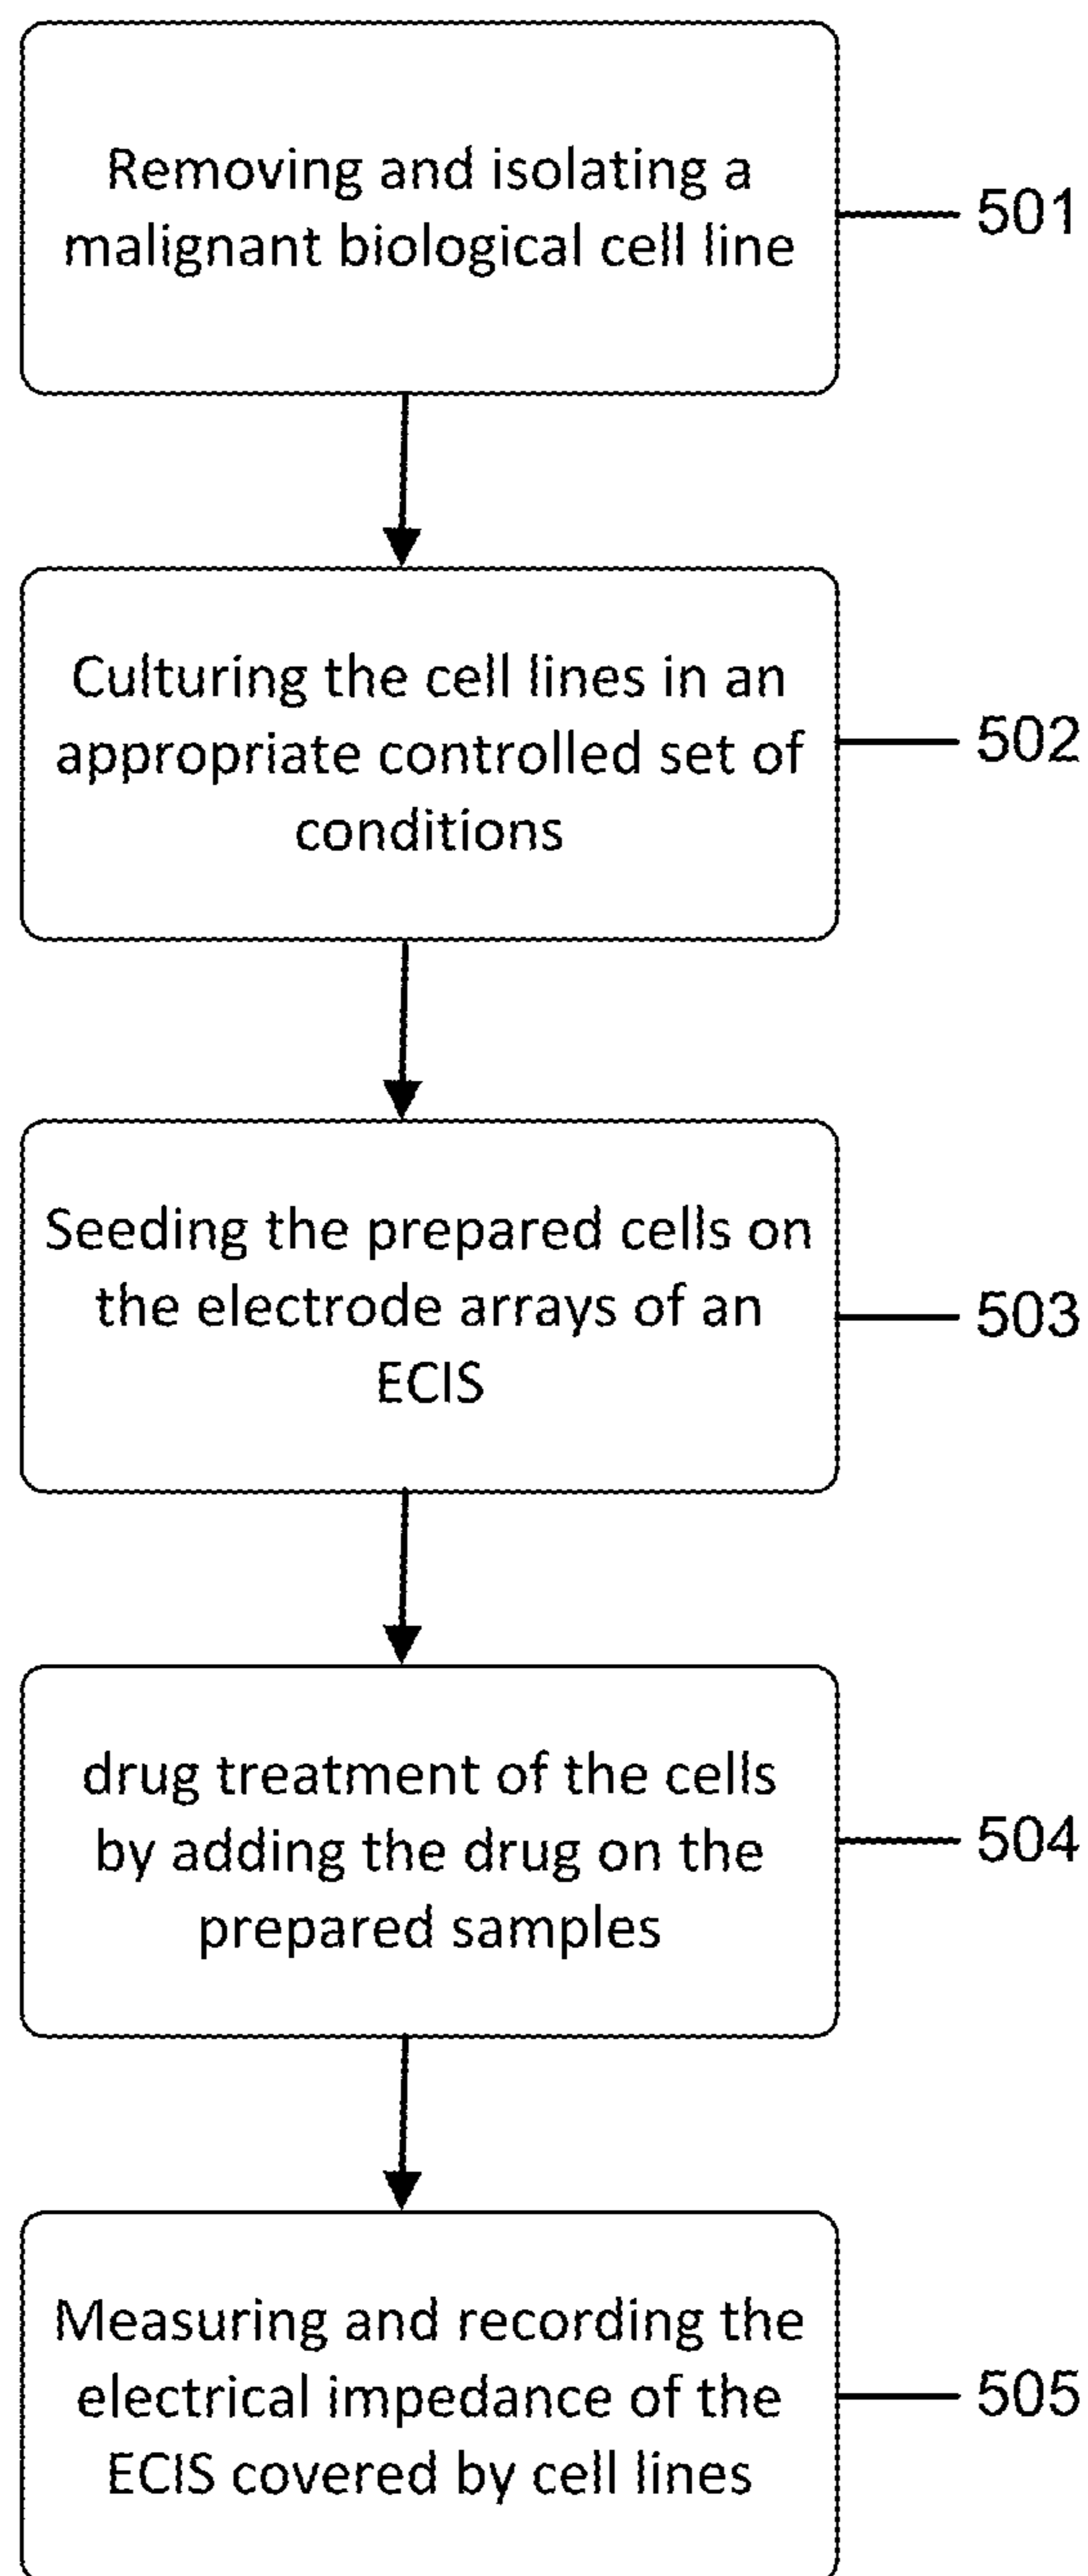 Removing and isolating a
malignant biological cell line
501
Culturing the cell lines in an
appropriate controlled set of
conditions
502
Seeding the prepared cells on
the electrode arrays of an
ECIS
503
drug treatment of the cells
by adding the drug on the
prepared samples
504
Measuring and recording the
electrical impedance of the
ECIS covered by cell lines
505